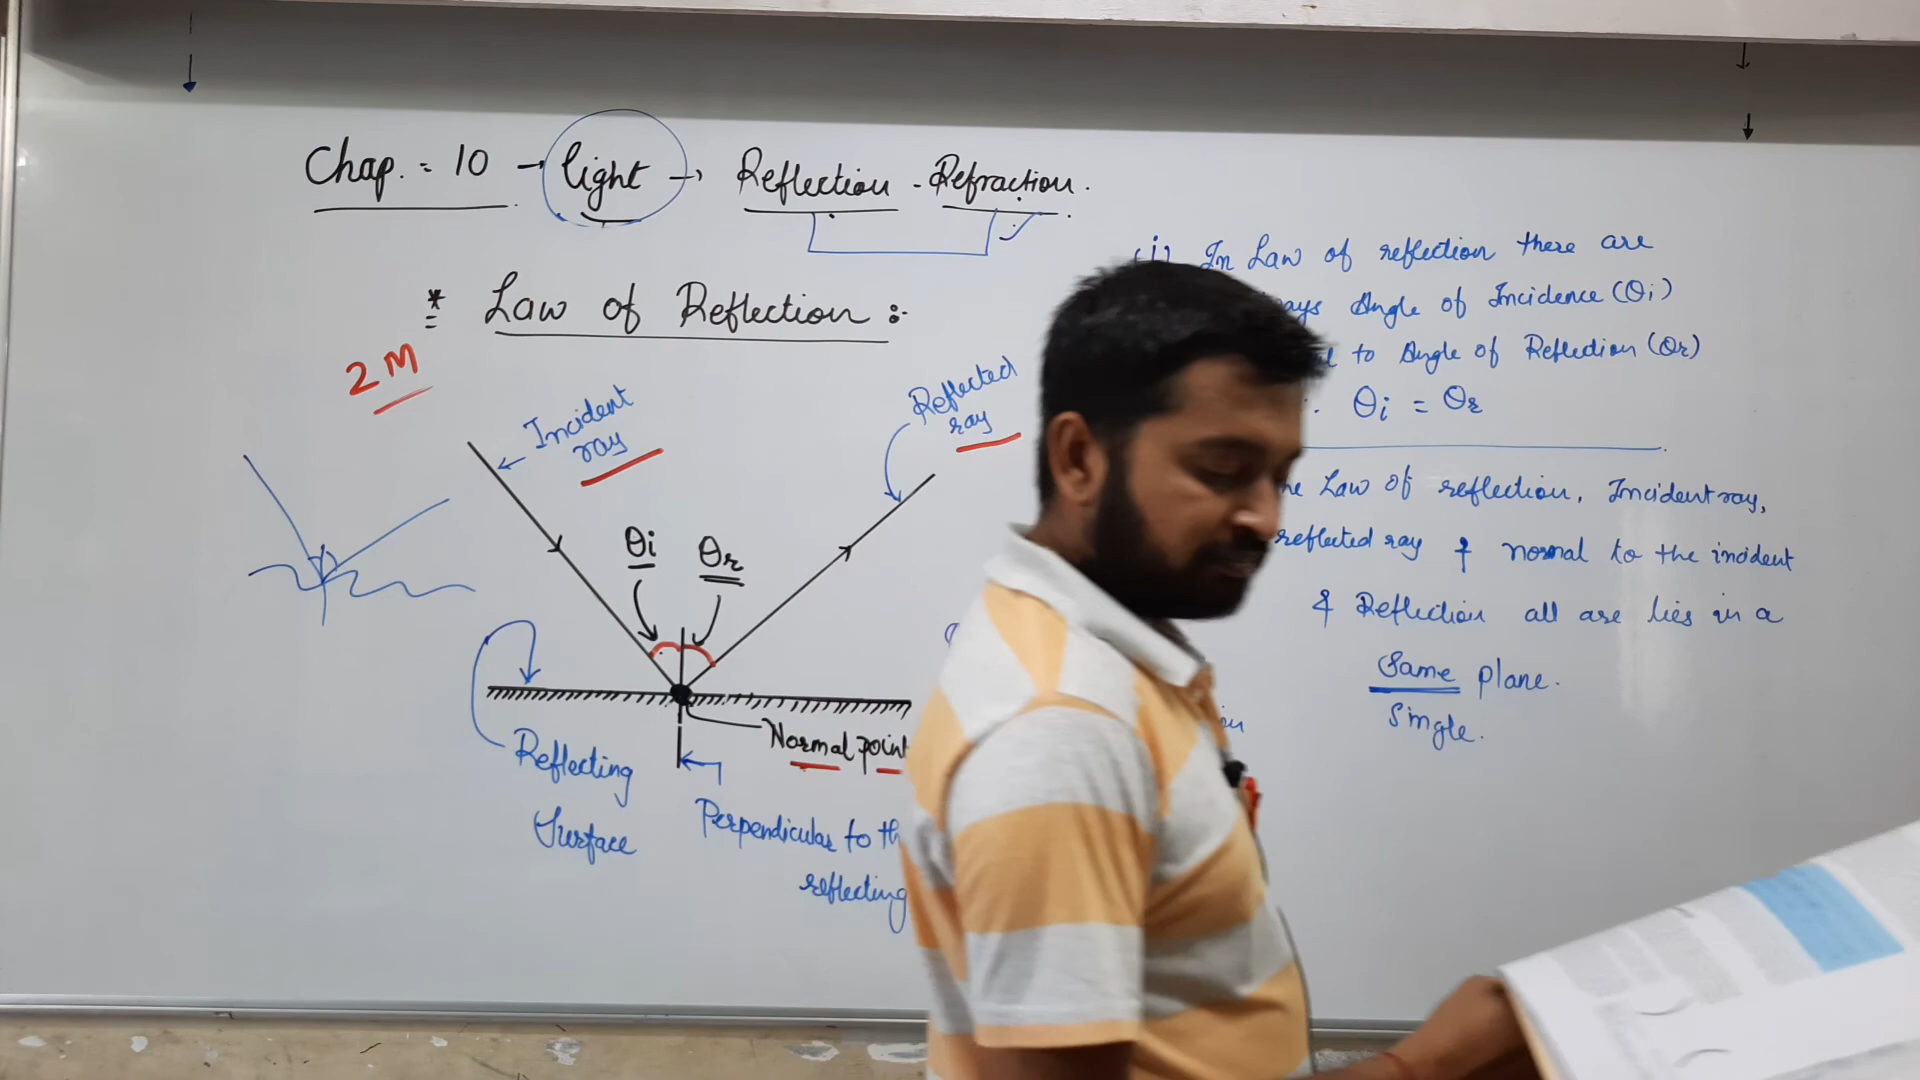 Chap. = 10 → light → Reflection - Refraction.
* Law of Reflection :-
2 M
Incident
ray
Reflected
ray
θi
θr
Reflecting
Surface
Normal point
Perpendicular to th
reflecting
(i) In Law of reflection there are
ays Angle of Incidence (θi)
l to Angle of Reflection (θr)
θi = θr
Law of reflection, Incident ray,
reflected ray & normal to the incident
& Reflection all are lies in a
Same plane.
Single.